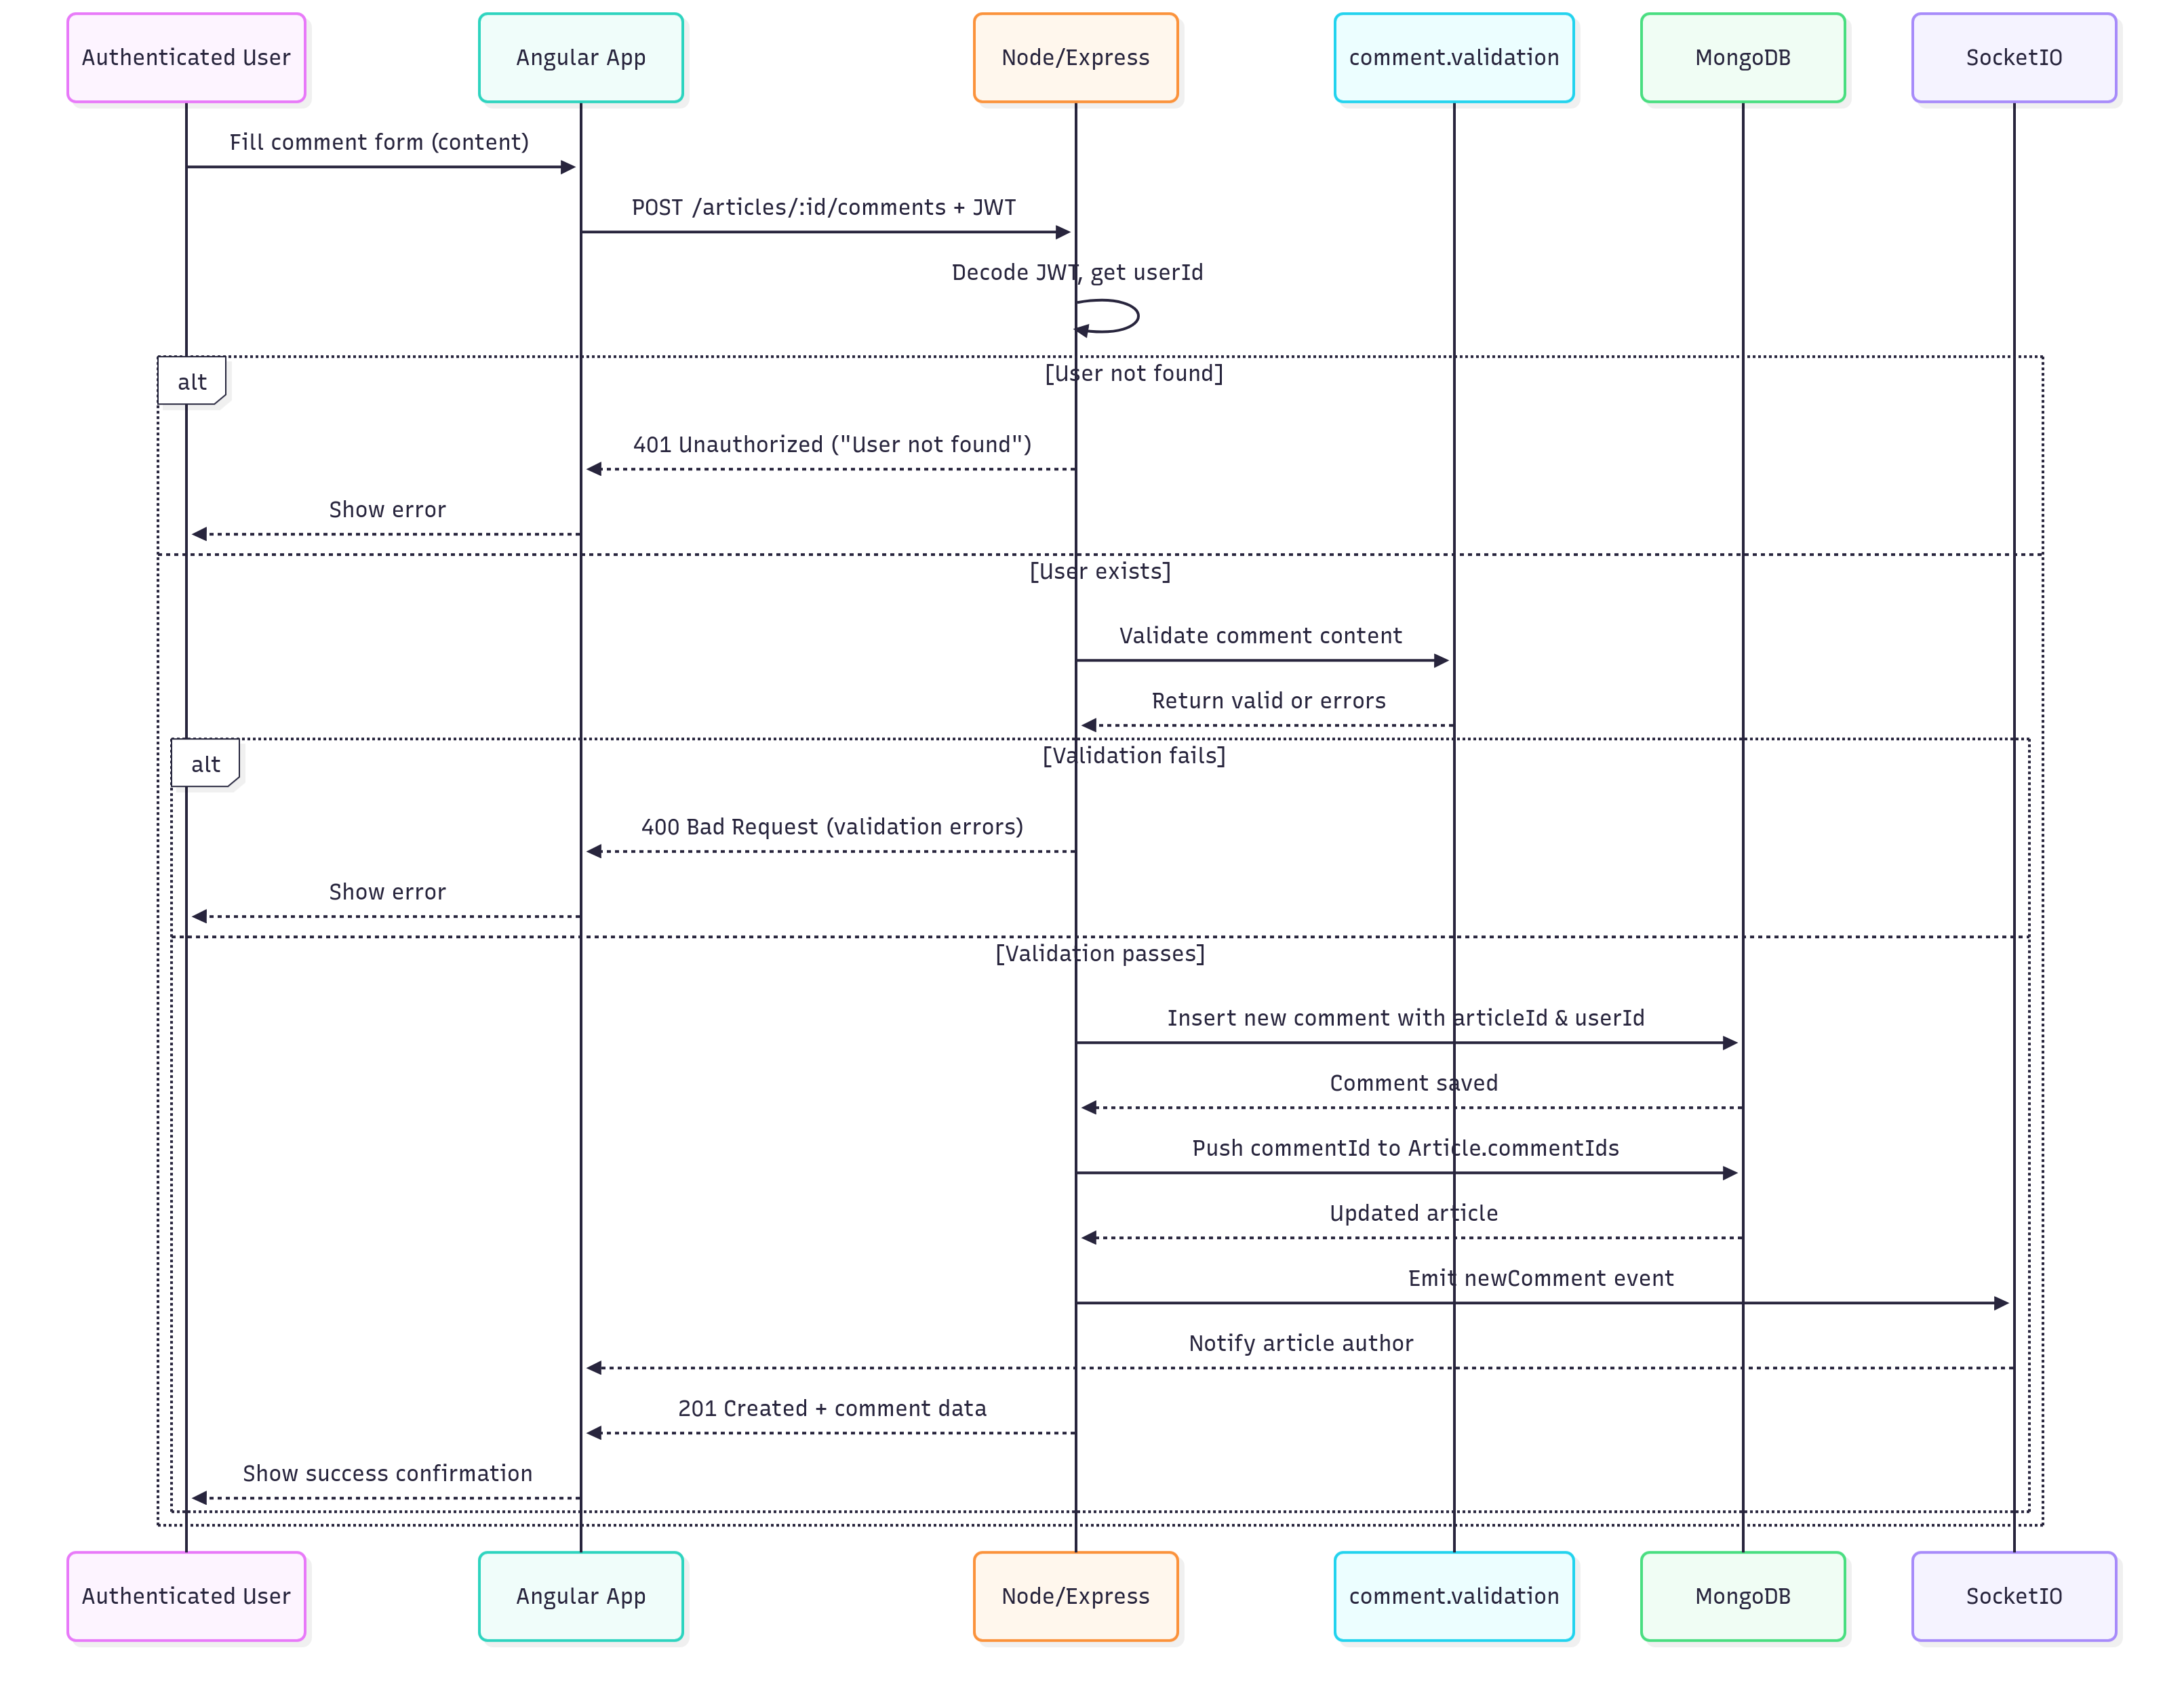 Authenticated User
Angular App
Node/Express
comment.validation
MongoDB
SocketIO
Fill comment form (content)
POST /articles/:id/comments + JWT
Decode JWT, get userId
alt
[User not found]
401 Unauthorized ("User not found")
Show error
[User exists]
Validate comment content
Return valid or errors
alt
[Validation fails]
400 Bad Request (validation errors)
Show error
[Validation passes]
Insert new comment with articleId & userId
Comment saved
Push commentId to Article.commentIds
Updated article
Emit newComment event
Notify article author
201 Created + comment data
Show success confirmation
Authenticated User
Angular App
Node/Express
comment.validation
MongoDB
SocketIO